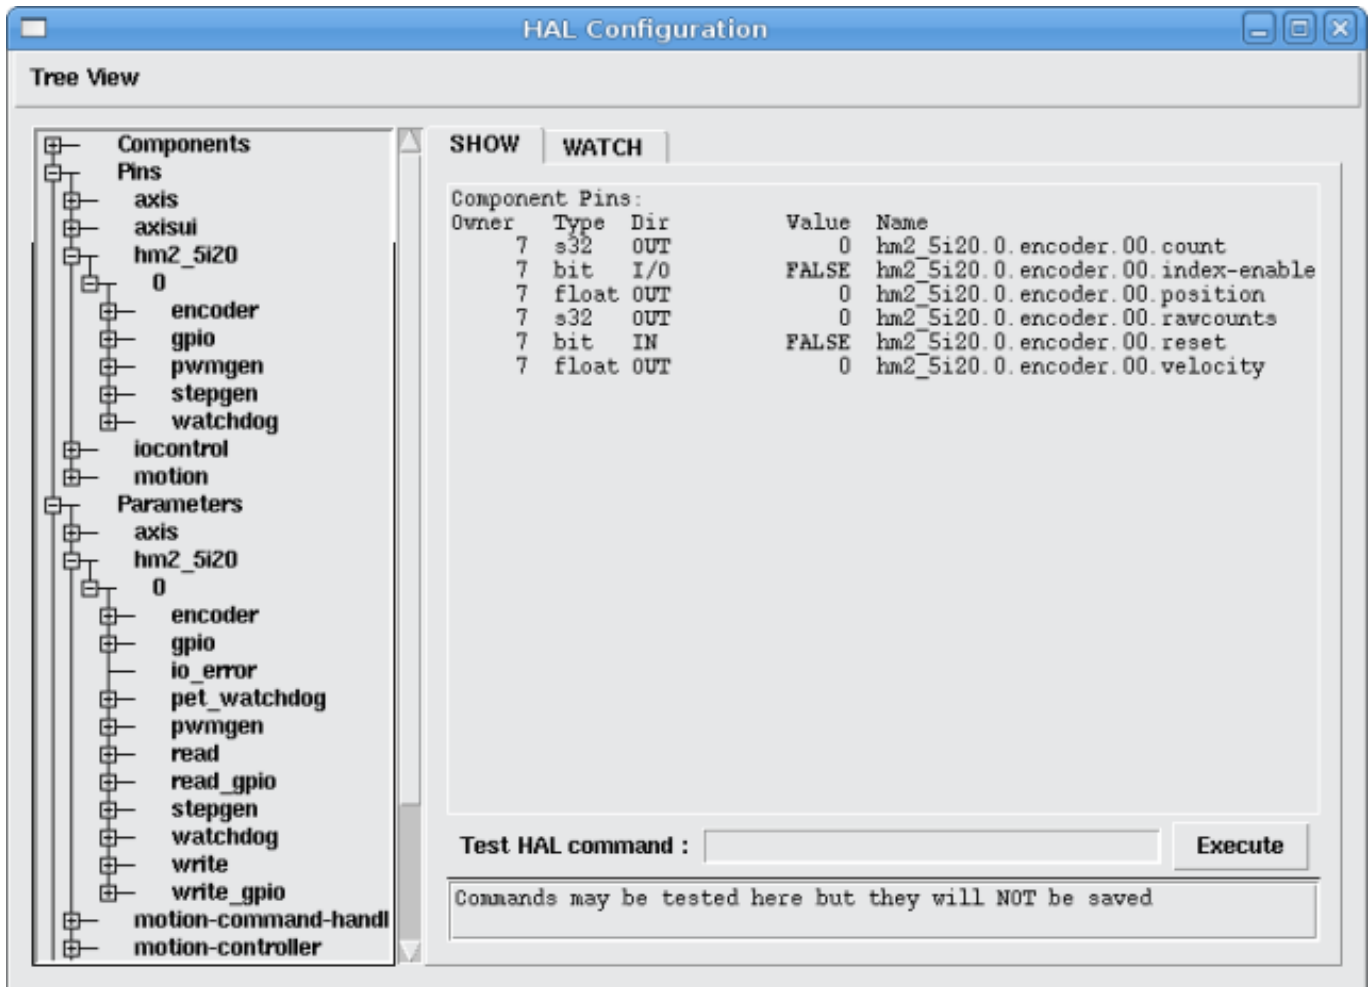 HAL Configuration
Tree View
Components
Pins
axis
axisui
hm2_5i20
0
encoder
gpio
pwmgen
stepgen
watchdog
iocontrol
motion
Parameters
axis
hm2_5i20
0
encoder
gpio
io_error
pet_watchdog
pwmgen
read
read_gpio
stepgen
watchdog
write
write_gpio
motion-command-handl
motion-controller
SHOW WATCH
Component Pins:
Owner Type Dir Value Name
7 s32 OUT 0 hm2_5i20.0.encoder.00.count
7 bit I/O FALSE hm2_5i20.0.encoder.00.index-enable
7 float OUT 0 hm2_5i20.0.encoder.00.position
7 s32 OUT 0 hm2_5i20.0.encoder.00.rawcounts
7 bit IN FALSE hm2_5i20.0.encoder.00.reset
7 float OUT 0 hm2_5i20.0.encoder.00.velocity
Test HAL command : Execute
Commands may be tested here but they will NOT be saved